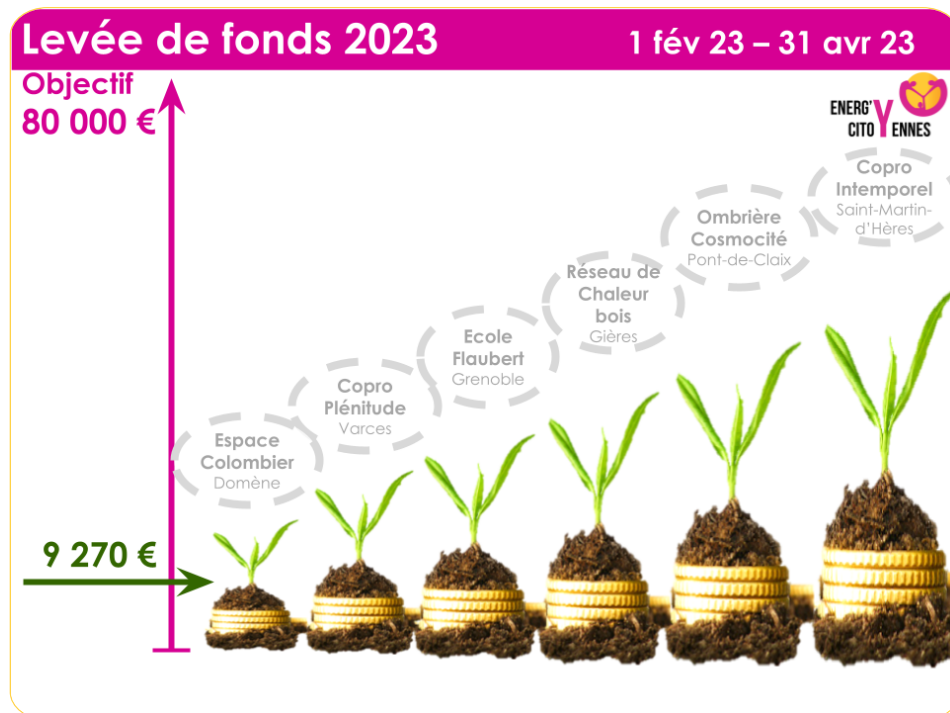 Levée de fonds 2023
1 fév 23 – 31 avr 23
Objectif
80 000 €
ENERG'Y
CITOYENNES
Copro
Intemporel
Saint-Martin-
d'Hères
Ombrière
Cosmocité
Pont-de-Claix
Réseau de
Chaleur
bois
Gières
Ecole
Flaubert
Grenoble
Copro
Plénitude
Varces
Espace
Colombier
Domène
9 270 €